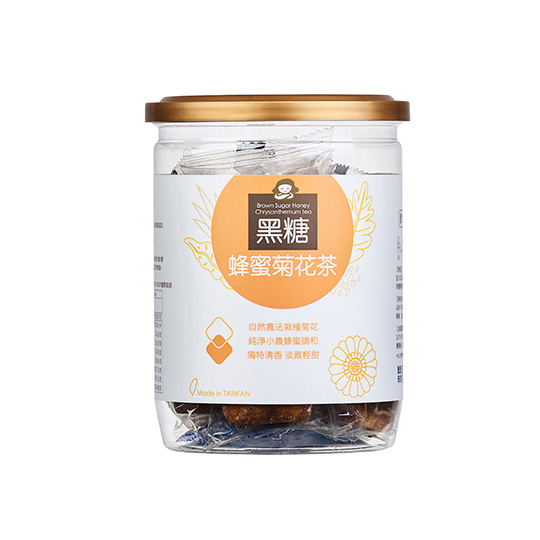 Brown Sugar Honey
Chrysanthemum tea
黑糖
蜂蜜菊花茶
自然農法栽種菊花
純淨小農蜂蜜調和
獨特清香 淡雅輕甜
Made in TAIWAN